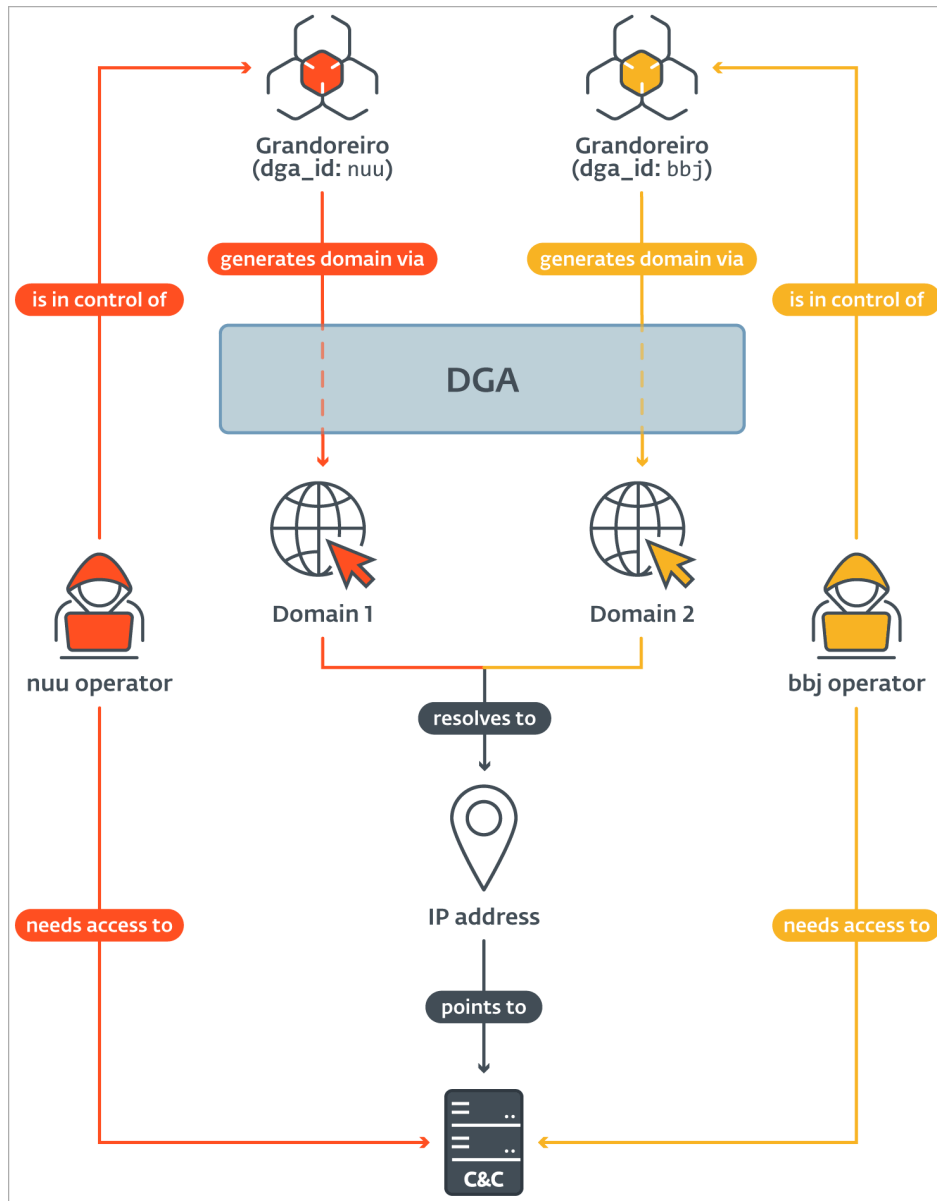 Grandoreiro
(dga_id: nuu)
Grandoreiro
(dga_id: bbj)
generates domain via
generates domain via
is in control of
is in control of
DGA
Domain 1
Domain 2
nuu operator
bbj operator
resolves to
IP address
needs access to
needs access to
points to
C&C